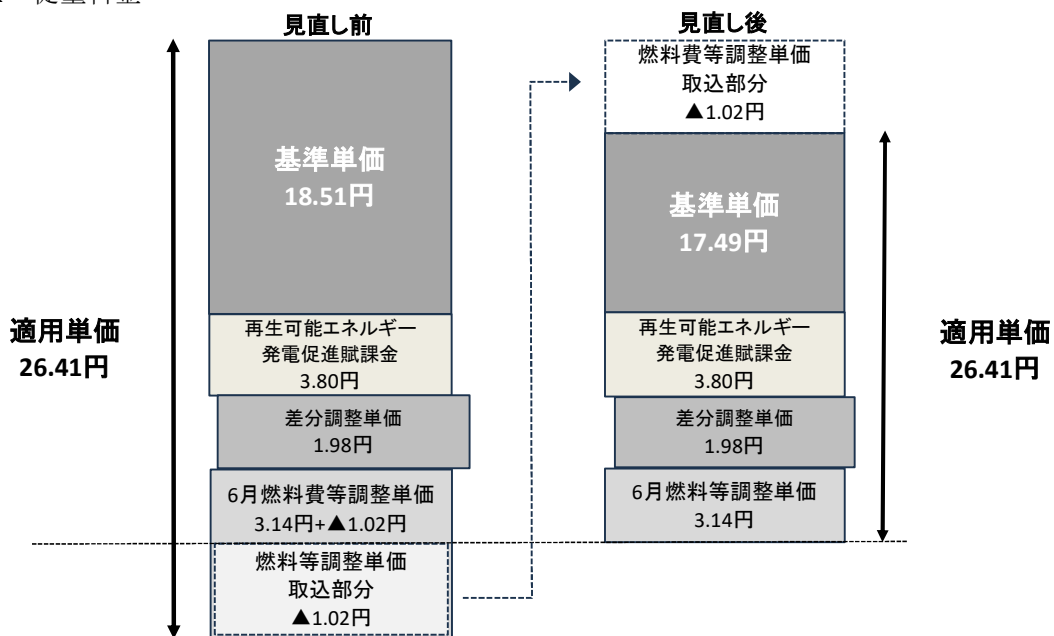 見直し前
基準単価
18.51円
再生可能エネルギー
発電促進賦課金
3.80円
差分調整単価
1.98円
6月燃料費等調整単価
3.14円+▲1.02円
燃料等調整単価
取込部分
▲1.02円
適用単価
26.41円
見直し後
燃料費等調整単価
取込部分
▲1.02円
基準単価
17.49円
再生可能エネルギー
発電促進賦課金
3.80円
差分調整単価
1.98円
6月燃料等調整単価
3.14円
適用単価
26.41円